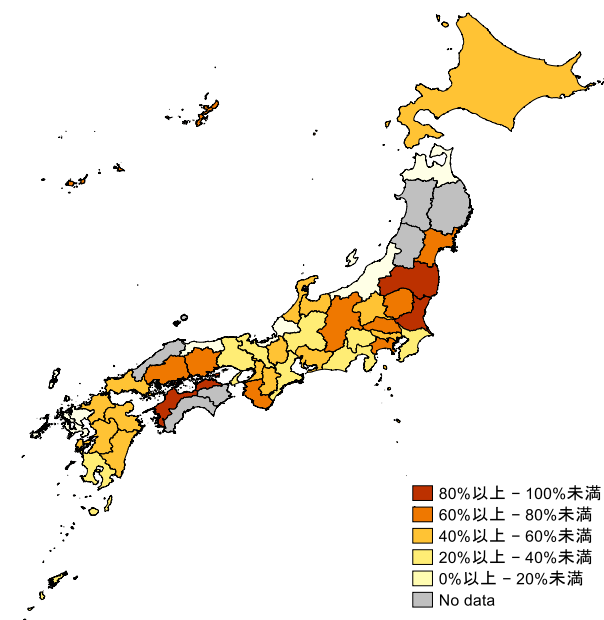 80%以上 − 100%未満
60%以上 − 80%未満
40%以上 − 60%未満
20%以上 − 40%未満
0%以上 − 20%未満
No data